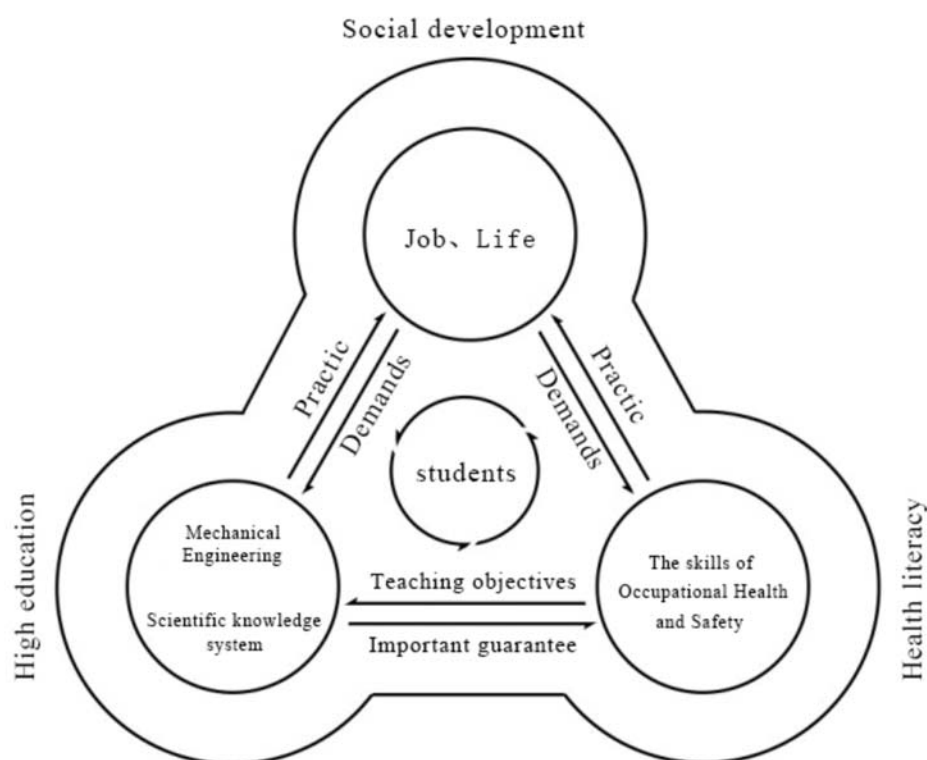 Social development
Job、Life
Practic
Demands
Demands
Practic
students
High education
Mechanical
Engineering
Scientific knowledge
system
Teaching objectives
Important guarantee
The skills of
Occupational Health
and Safety
Health literacy